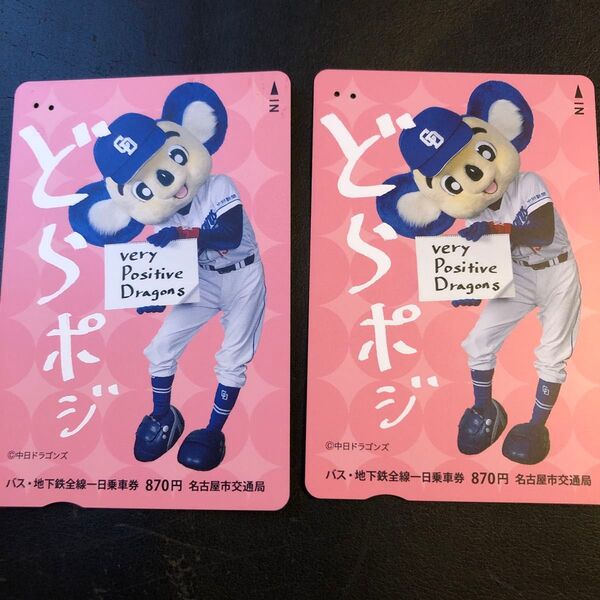 IN
どらポジ
CD
very
Positive
Dragons
CD
©中日ドラゴンズ
バス・地下鉄全線一日乗車券 870円 名古屋市交通局
IN
どらポジ
CD
very
Positive
Dragons
CD
©中日ドラゴンズ
バス・地下鉄全線一日乗車券 870円 名古屋市交通局